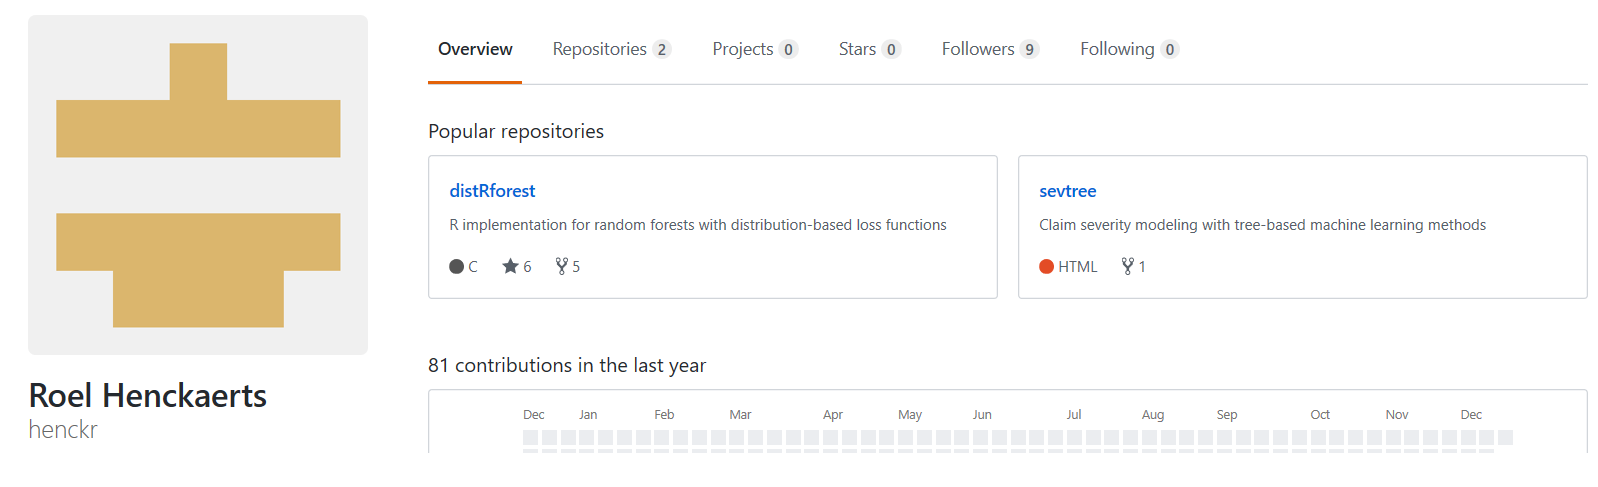 Overview Repositories 2 Projects 0 Stars 0 Followers 9 Following 0
Popular repositories
distRforest
R implementation for random forests with distribution-based loss functions
C 6 5
sevtree
Claim severity modeling with tree-based machine learning methods
HTML 1
81 contributions in the last year
Dec Jan Feb Mar Apr May Jun Jul Aug Sep Oct Nov Dec
Roel Henckaerts
henckr